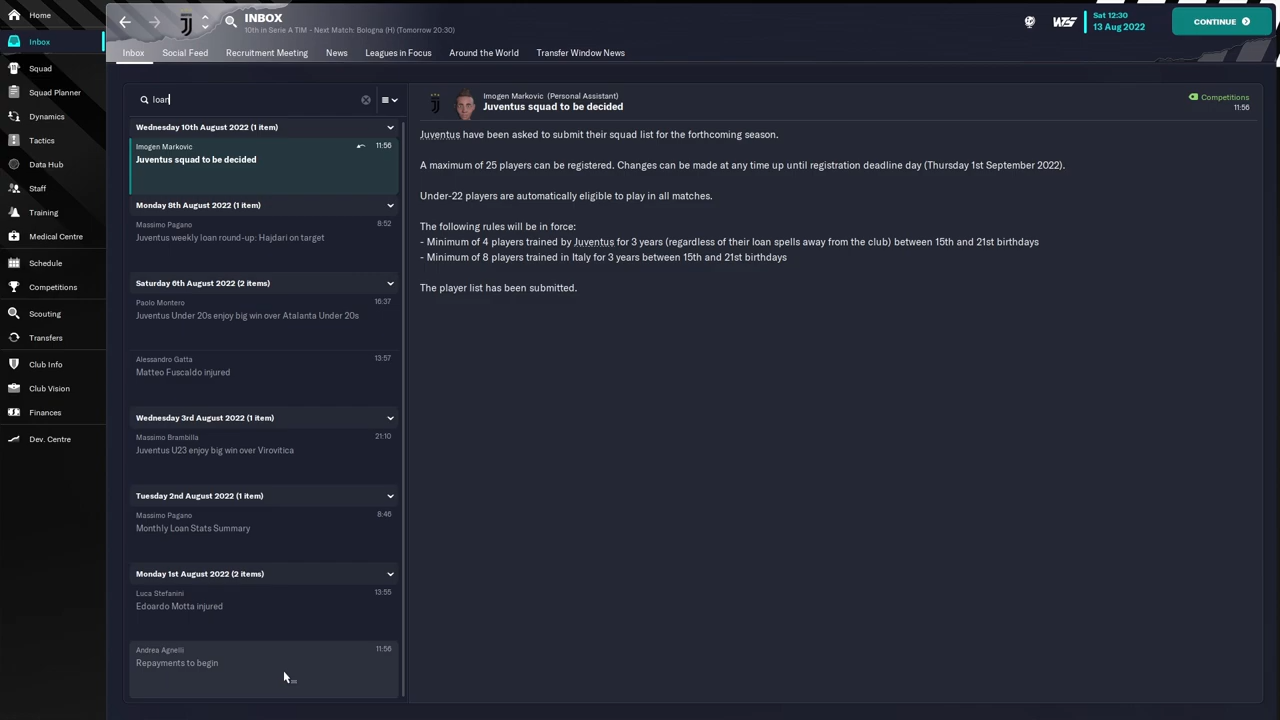 Home
Inbox
Squad
Squad Planner
Dynamics
Tactics
Data Hub
Staff
Training
Medical Centre
Schedule
Competitions
Scouting
Transfers
Club Info
Club Vision
Finances
Dev. Centre
INBOX
10th in Serie A TIM - Next Match: Bologna (H) (Tomorrow 20:30)
Sat 12:30
13 Aug 2022
CONTINUE
Inbox Social Feed Recruitment Meeting News Leagues in Focus Around the World Transfer Window News
loan
Wednesday 10th August 2022 (1 item)
Imogen Markovic 11:56
Juventus squad to be decided
Monday 8th August 2022 (1 item)
Massimo Pagano 8:52
Juventus weekly loan round-up: Hajdari on target
Saturday 6th August 2022 (2 items)
Paolo Montero 16:37
Juventus Under 20s enjoy big win over Atalanta Under 20s
Alessandro Gatta 13:57
Matteo Fuscaldo injured
Wednesday 3rd August 2022 (1 item)
Massimo Brambilla 21:10
Juventus U23 enjoy big win over Virovitica
Tuesday 2nd August 2022 (1 item)
Massimo Pagano 8:46
Monthly Loan Stats Summary
Monday 1st August 2022 (2 items)
Luca Stefanini 13:55
Edoardo Motta injured
Andrea Agnelli 11:56
Repayments to begin
Imogen Markovic (Personal Assistant)
Juventus squad to be decided
Competitions
11:56
Juventus have been asked to submit their squad list for the forthcoming season.
A maximum of 25 players can be registered. Changes can be made at any time up until registration deadline day (Thursday 1st September 2022).
Under-22 players are automatically eligible to play in all matches.
The following rules will be in force:
- Minimum of 4 players trained by Juventus for 3 years (regardless of their loan spells away from the club) between 15th and 21st birthdays
- Minimum of 8 players trained in Italy for 3 years between 15th and 21st birthdays
The player list has been submitted.